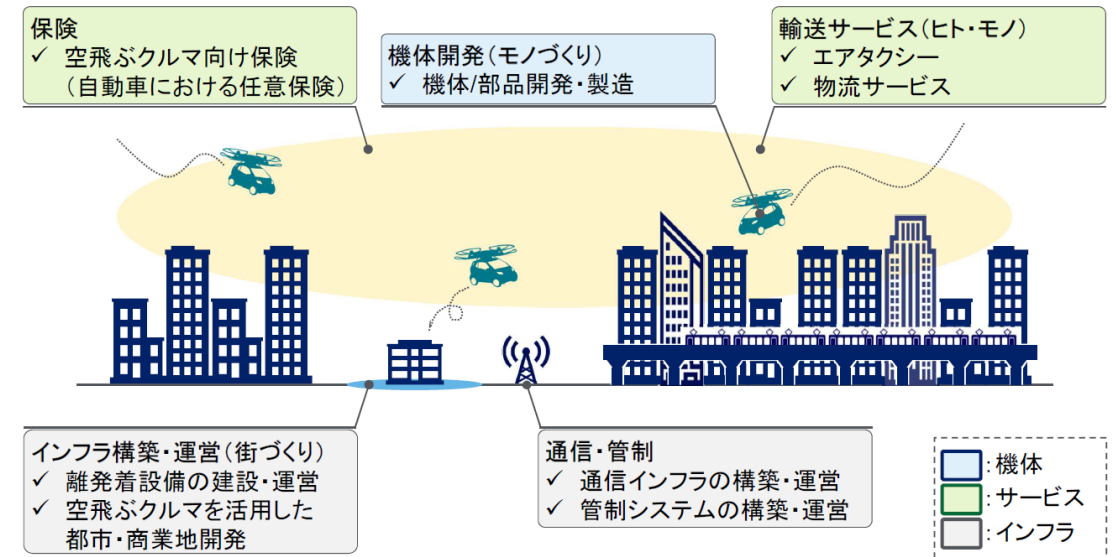 保険
✓ 空飛ぶクルマ向け保険
(自動車における任意保険)
機体開発(モノづくり)
✓ 機体/部品開発・製造
輸送サービス(ヒト・モノ)
✓ エアタクシー
✓ 物流サービス
インフラ構築・運営(街づくり)
✓ 離発着設備の建設・運営
✓ 空飛ぶクルマを活用した
都市・商業地開発
通信・管制
✓ 通信インフラの構築・運営
✓ 管制システムの構築・運営
:機体
:サービス
:インフラ